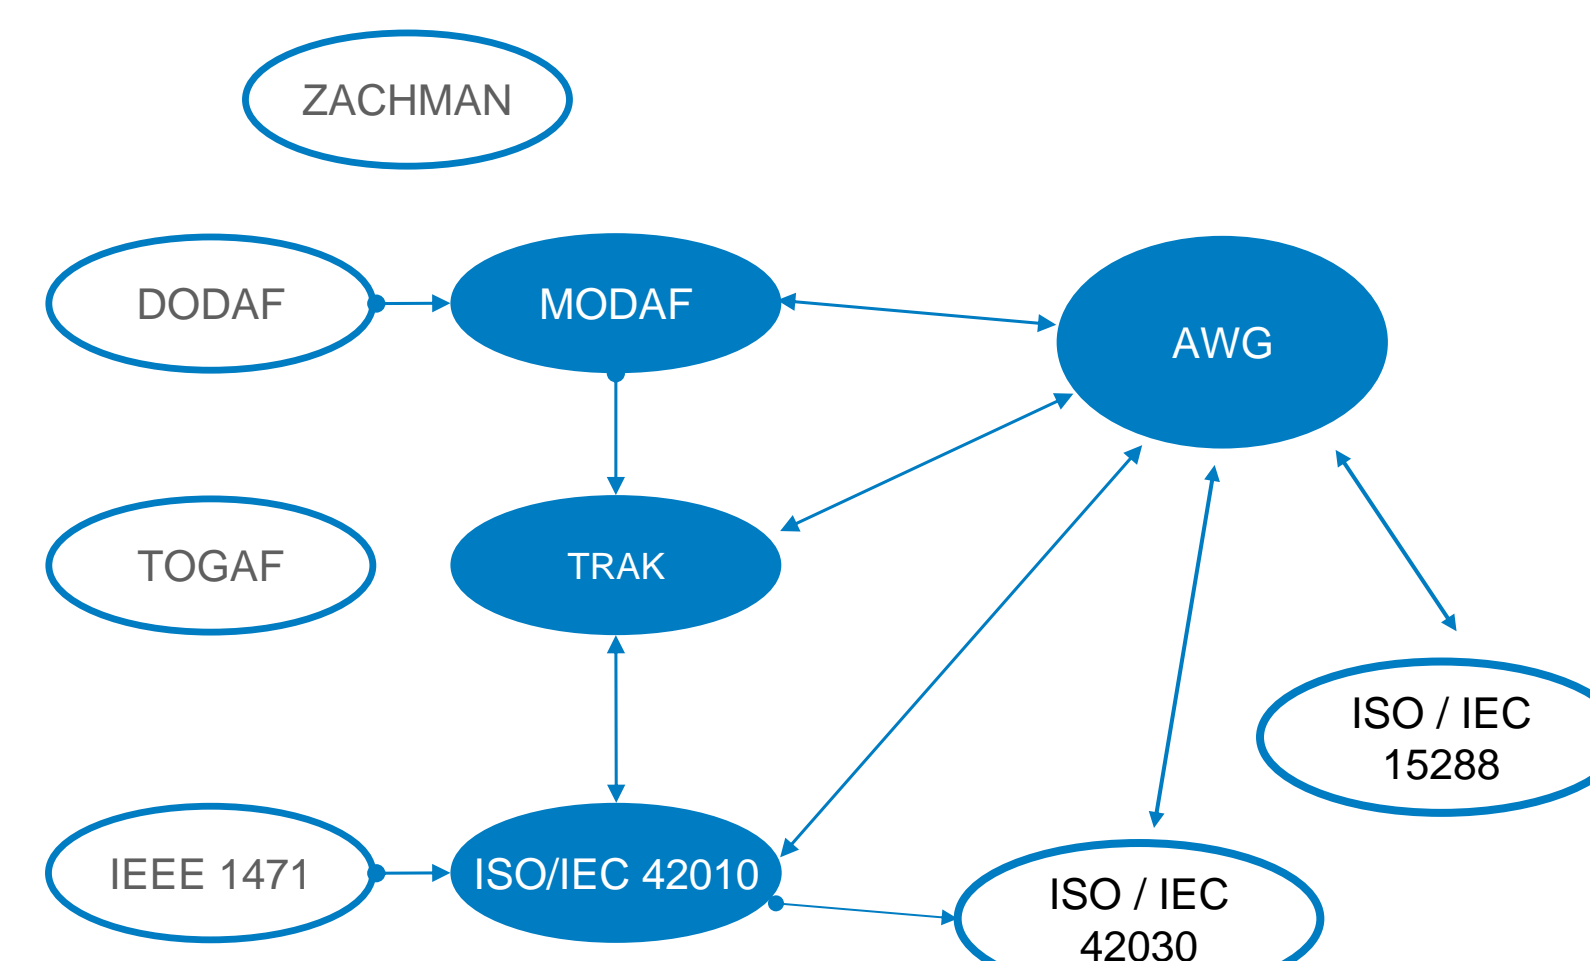 ZACHMAN
DODAF
MODAF
AWG
TOGAF
TRAK
ISO / IEC
15288
IEEE 1471
ISO/IEC 42010
ISO / IEC
42030